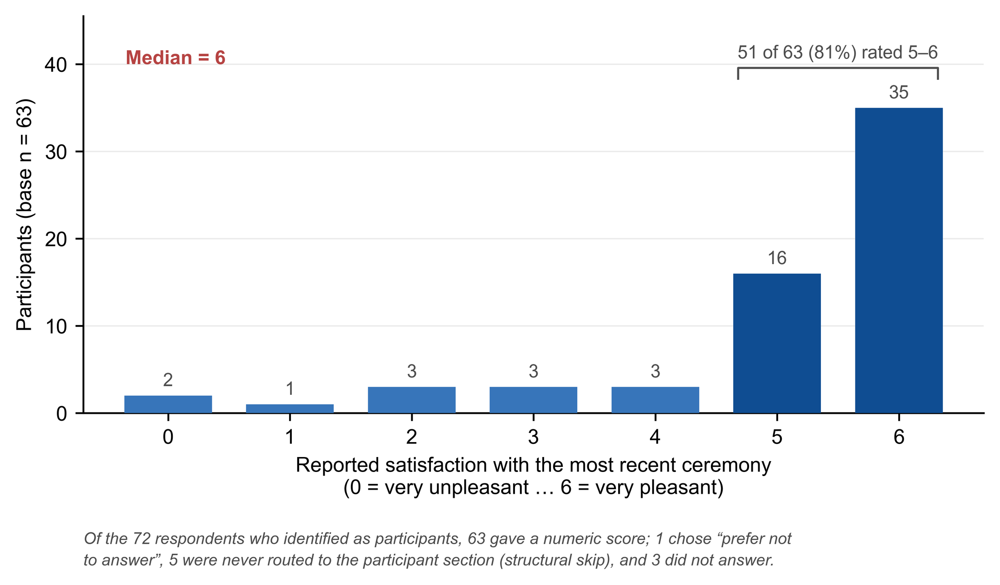 Median = 6
51 of 63 (81%) rated 5–6
Participants (base n = 63)
40
30
20
10
0
2
1
3
3
3
16
35
0 1 2 3 4 5 6
Reported satisfaction with the most recent ceremony
(0 = very unpleasant … 6 = very pleasant)
Of the 72 respondents who identified as participants, 63 gave a numeric score; 1 chose “prefer not
to answer”, 5 were never routed to the participant section (structural skip), and 3 did not answer.